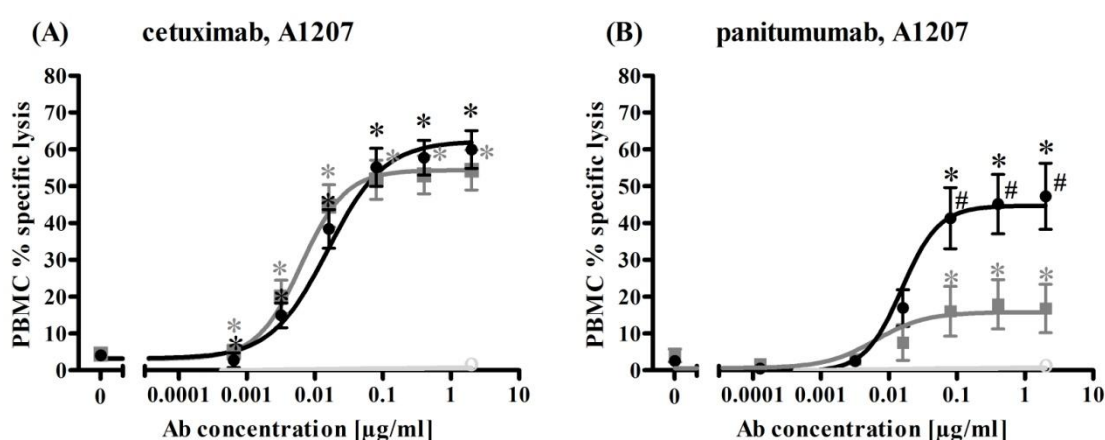 (A) cetuximab, A1207
PBMC % specific lysis
80
70
60
50
40
30
20
10
0
* * * * * *
* * * * * *
0 0.0001 0.001 0.01 0.1 1 10
Ab concentration [µg/ml]
(B) panitumumab, A1207
PBMC % specific lysis
80
70
60
50
40
30
20
10
0
* * *
# # #
* * *
0 0.0001 0.001 0.01 0.1 1 10
Ab concentration [µg/ml]